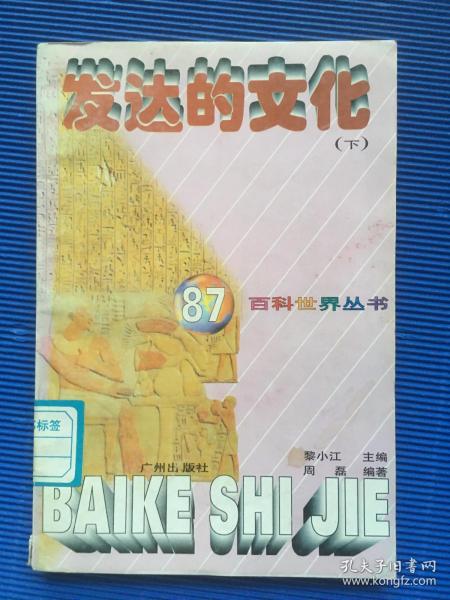 发达的文化
（下）
87 百科世界丛书
标签
黎小江 主编
周磊 编著
广州出版社
BAIKE SHI JIE
孔夫子旧书网
www.kongfz.com